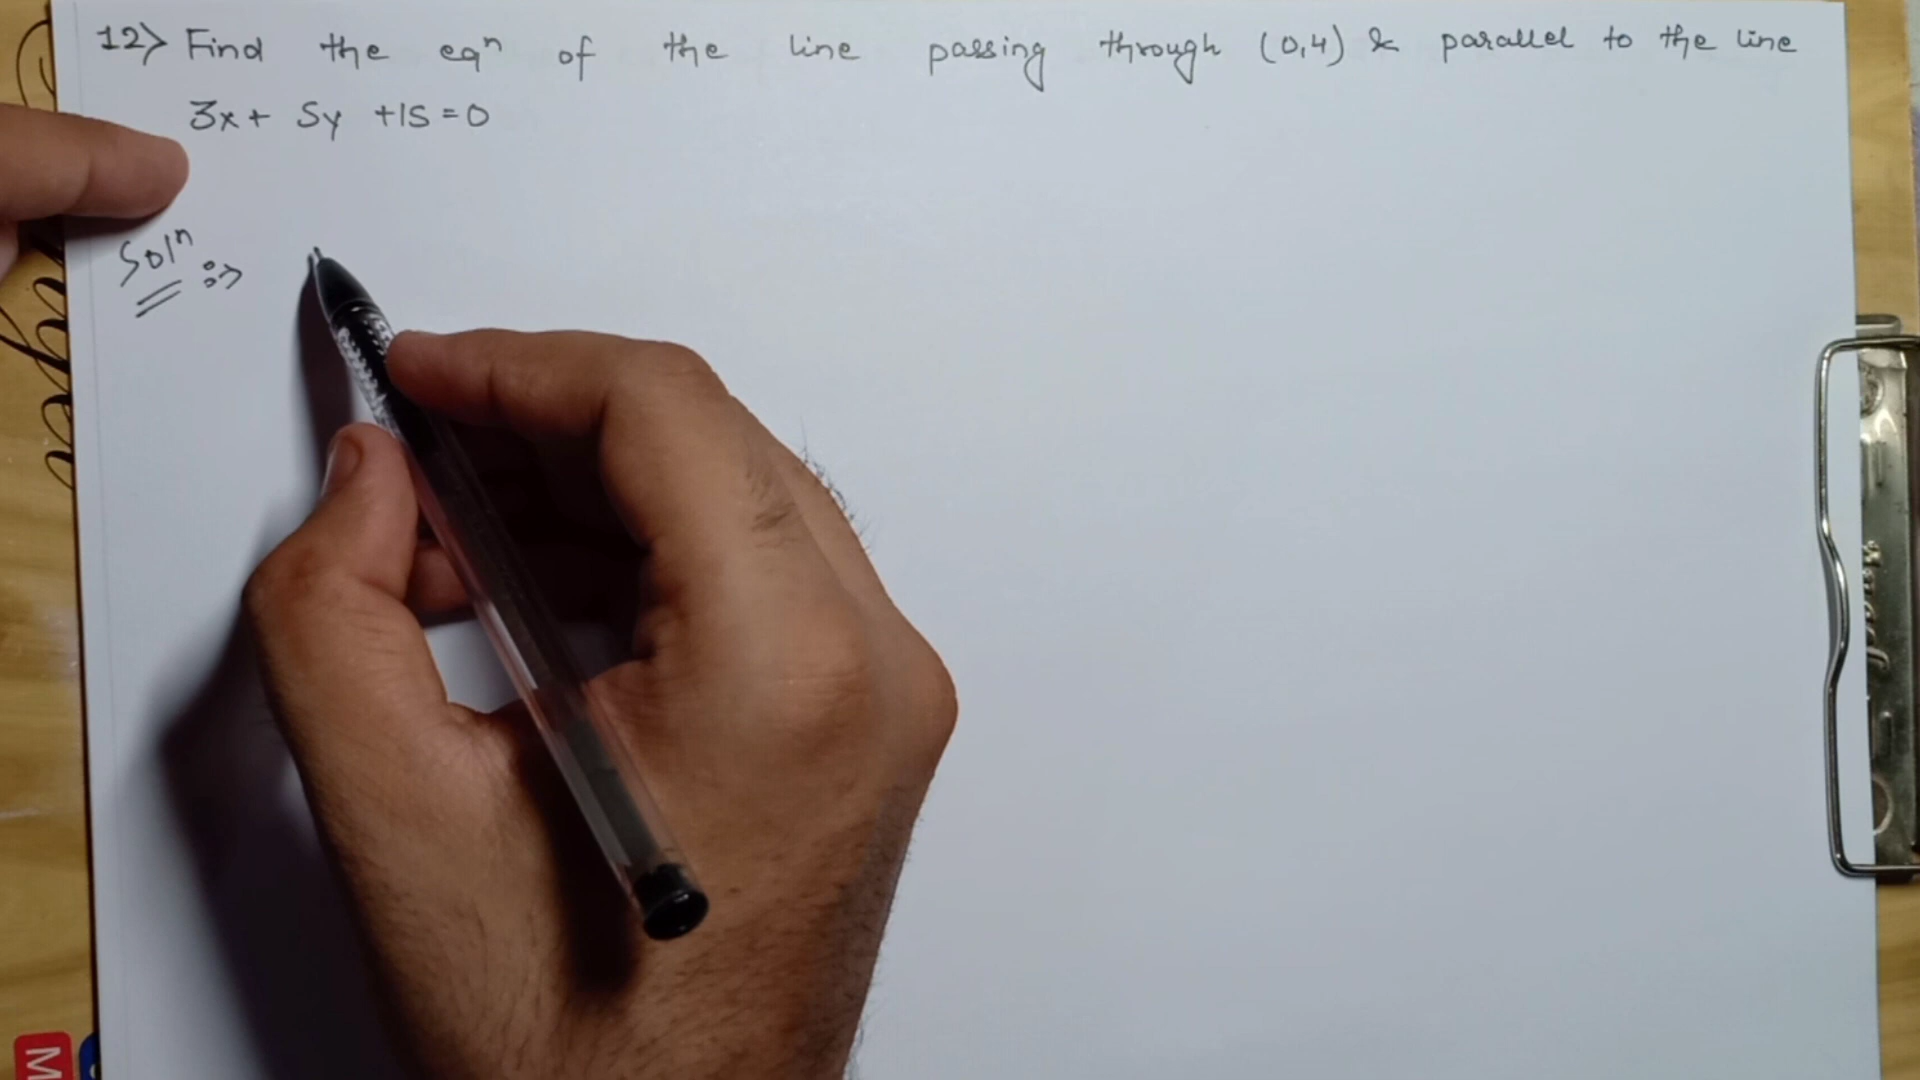 12> Find the eqⁿ of the line passing through (0,4) & parallel to the line
3x + 5y +15 = 0
Solⁿ :>
M